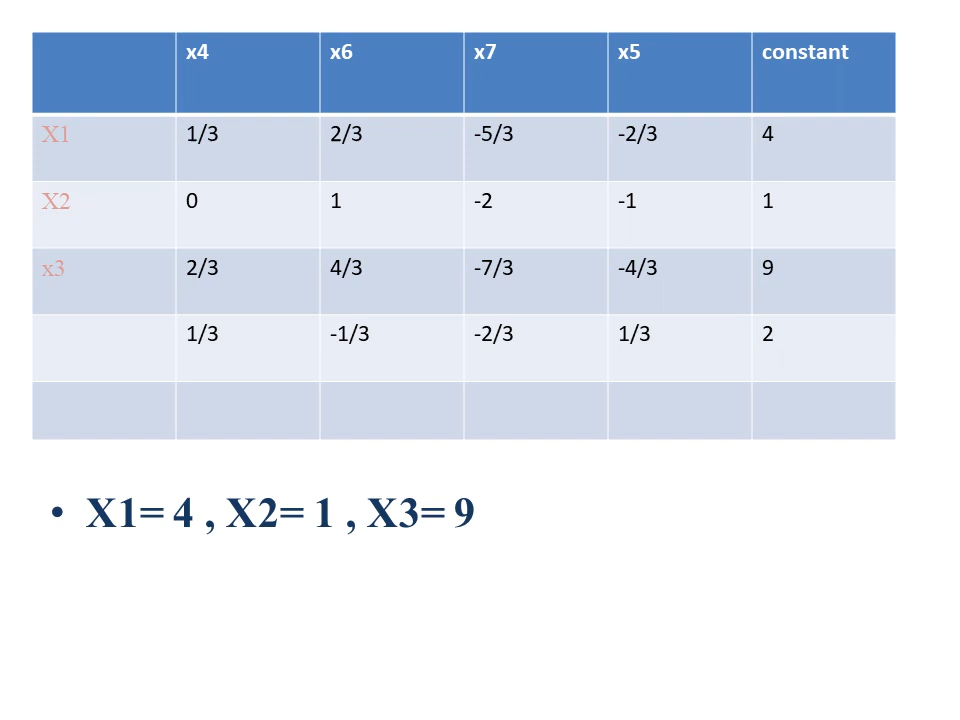 x4 x6 x7 x5 constant
X1 1/3 2/3 -5/3 -2/3 4
X2 0 1 -2 -1 1
x3 2/3 4/3 -7/3 -4/3 9
1/3 -1/3 -2/3 1/3 2
• X1= 4 , X2= 1 , X3= 9